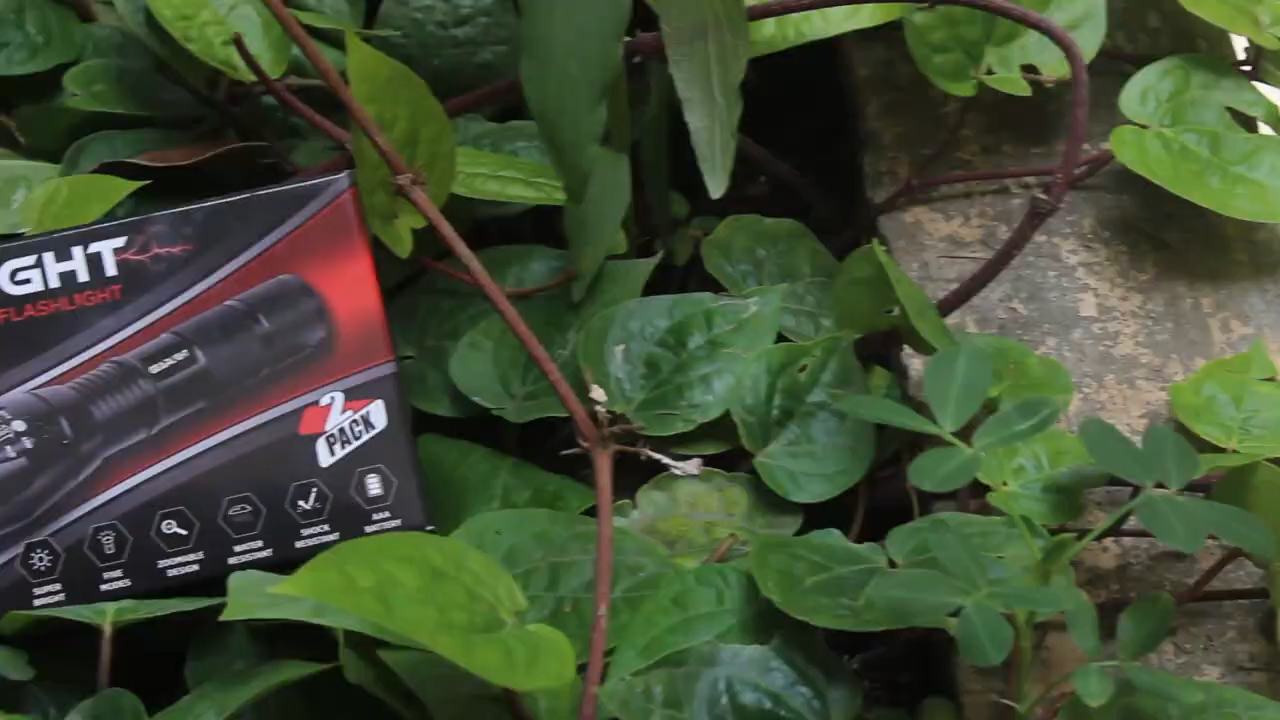 GHT
FLASHLIGHT
2
PACK
SUPER
BRIGHT
FIVE
MODES
ZOOMABLE
DESIGN
WATER
RESISTANT
SHOCK
RESISTANT
AAA
BATTERY